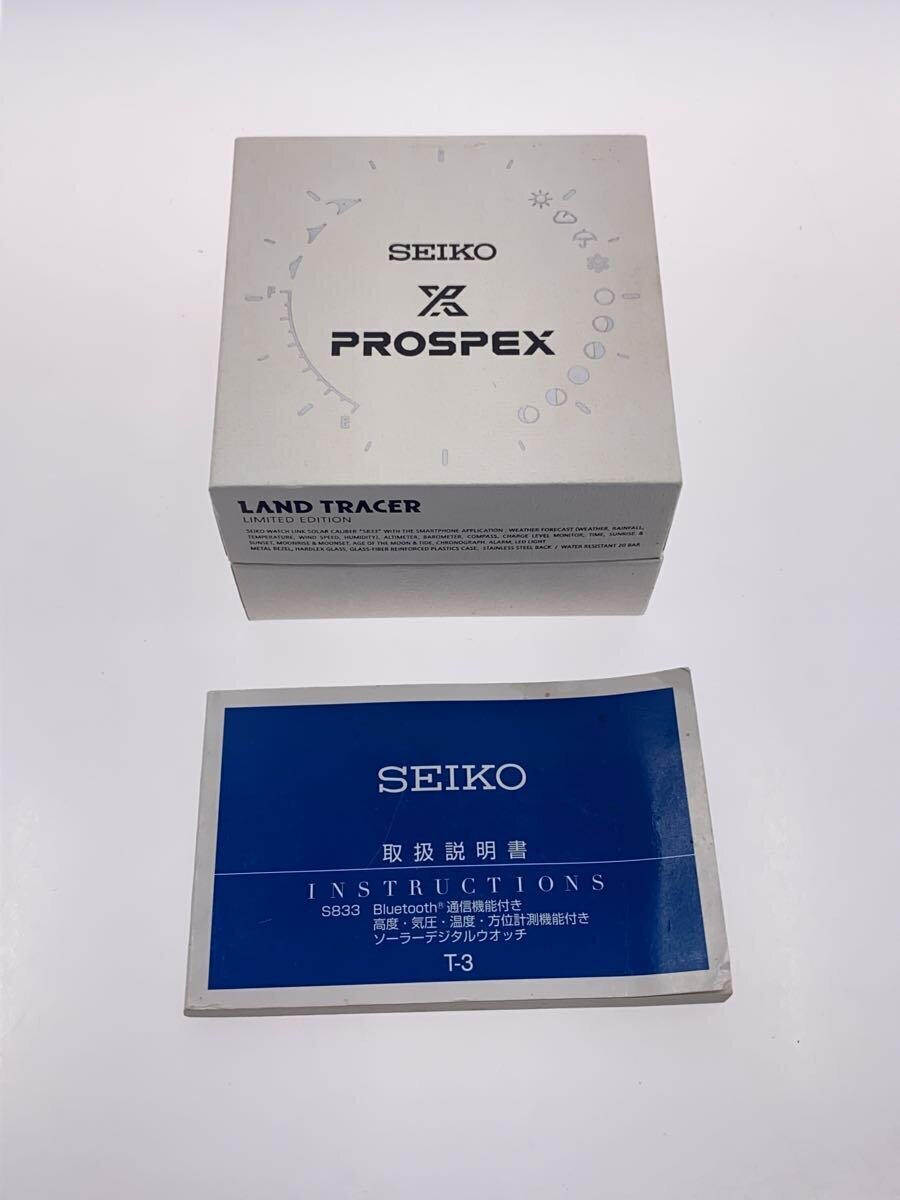 SEIKO
PROSPEX
F
E
LAND TRACER
LIMITED EDITION
SEIKO WATCH LINK SOLAR CALIBER "S833" WITH THE SMARTPHONE APPLICATION : WEATHER FORECAST (WEATHER, RAINFALL,
TEMPERATURE, WIND SPEED, HUMIDITY), ALTIMETER, BAROMETER, COMPASS, CHARGE LEVEL MONITOR, TIME, SUNRISE &
SUNSET, MOONRISE & MOONSET, AGE OF THE MOON & TIDE, CHRONOGRAPH, ALARM, LED LIGHT
METAL BEZEL, HARDLEX GLASS, GLASS-FIBER REINFORCED PLASTICS CASE, STAINLESS STEEL BACK / WATER RESISTANT 20 BAR
SEIKO
取扱説明書
INSTRUCTIONS
S833 Bluetooth® 通信機能付き
高度・気圧・温度・方位計測機能付き
ソーラーデジタルウオッチ
T-3